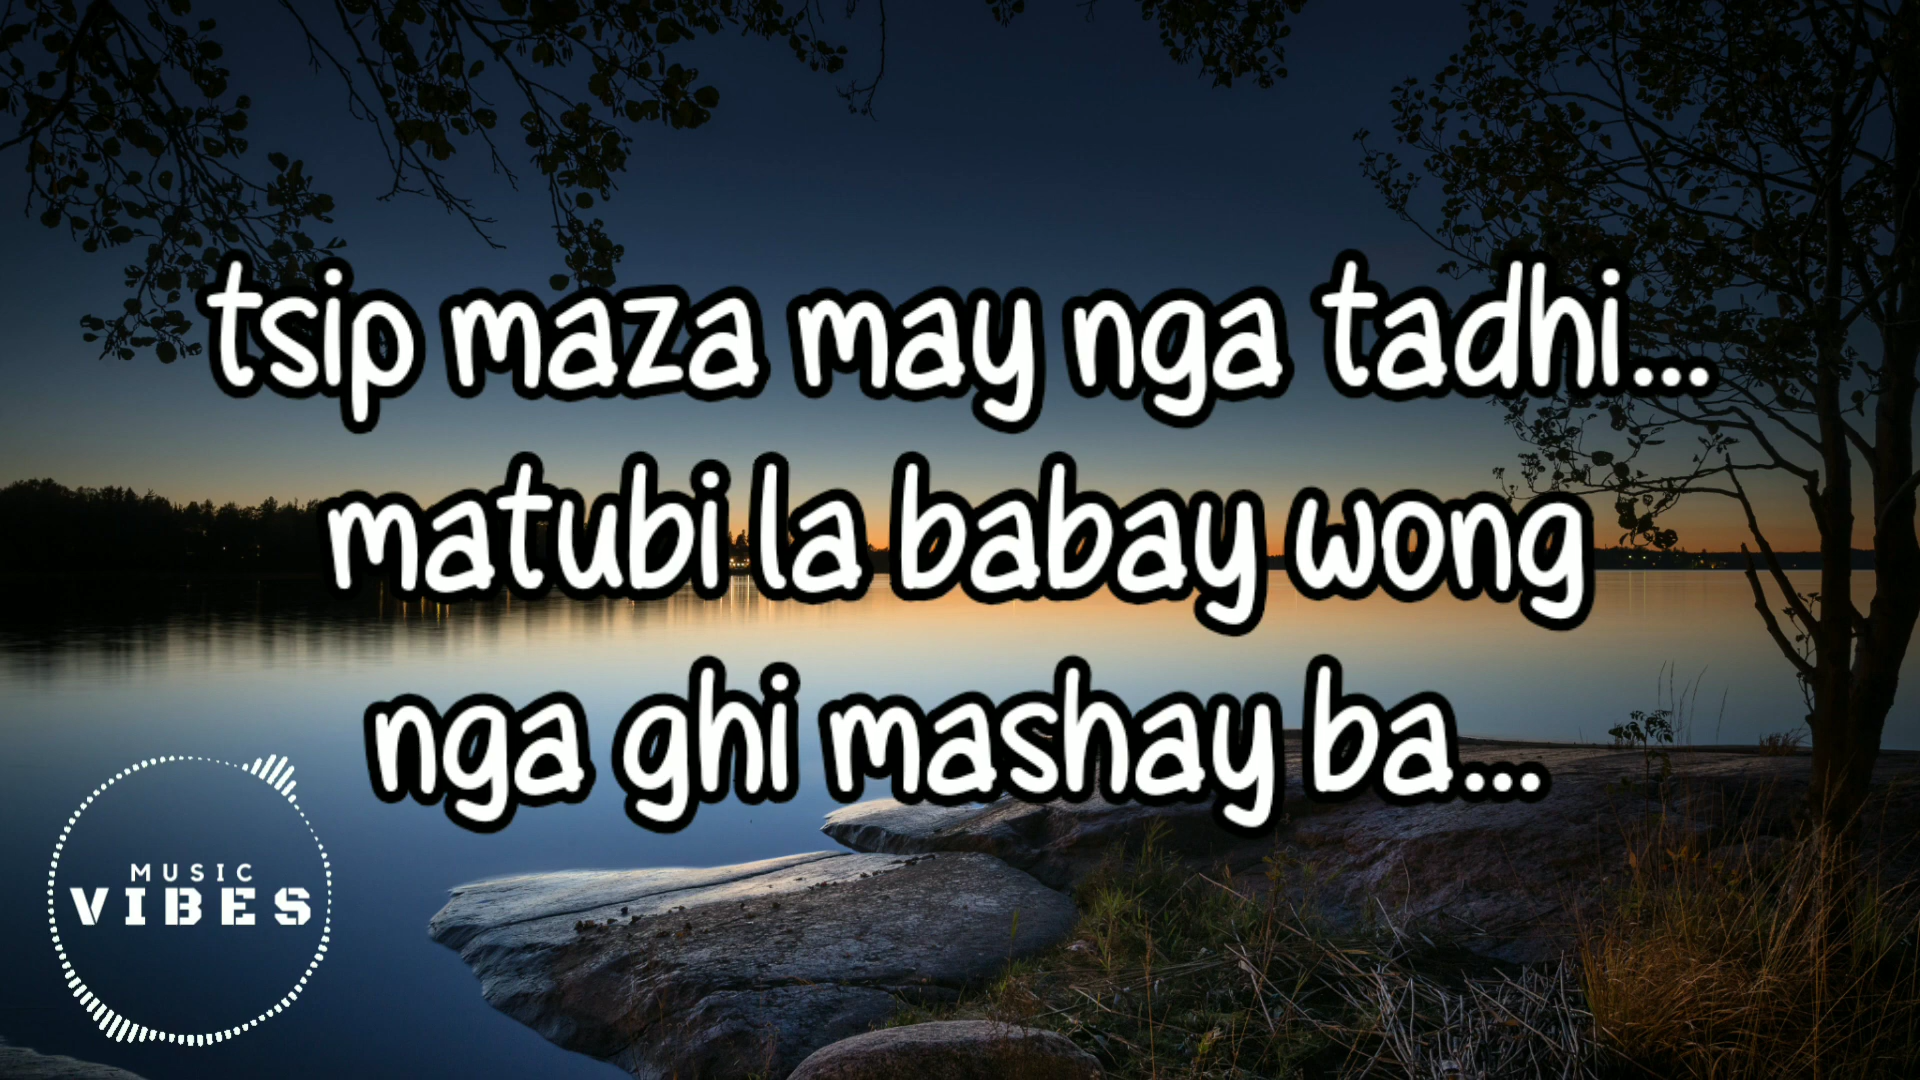 tsip maza may nga tadhi...
matubi la babay wong
nga ghi mashay ba...
MUSIC
VIBES